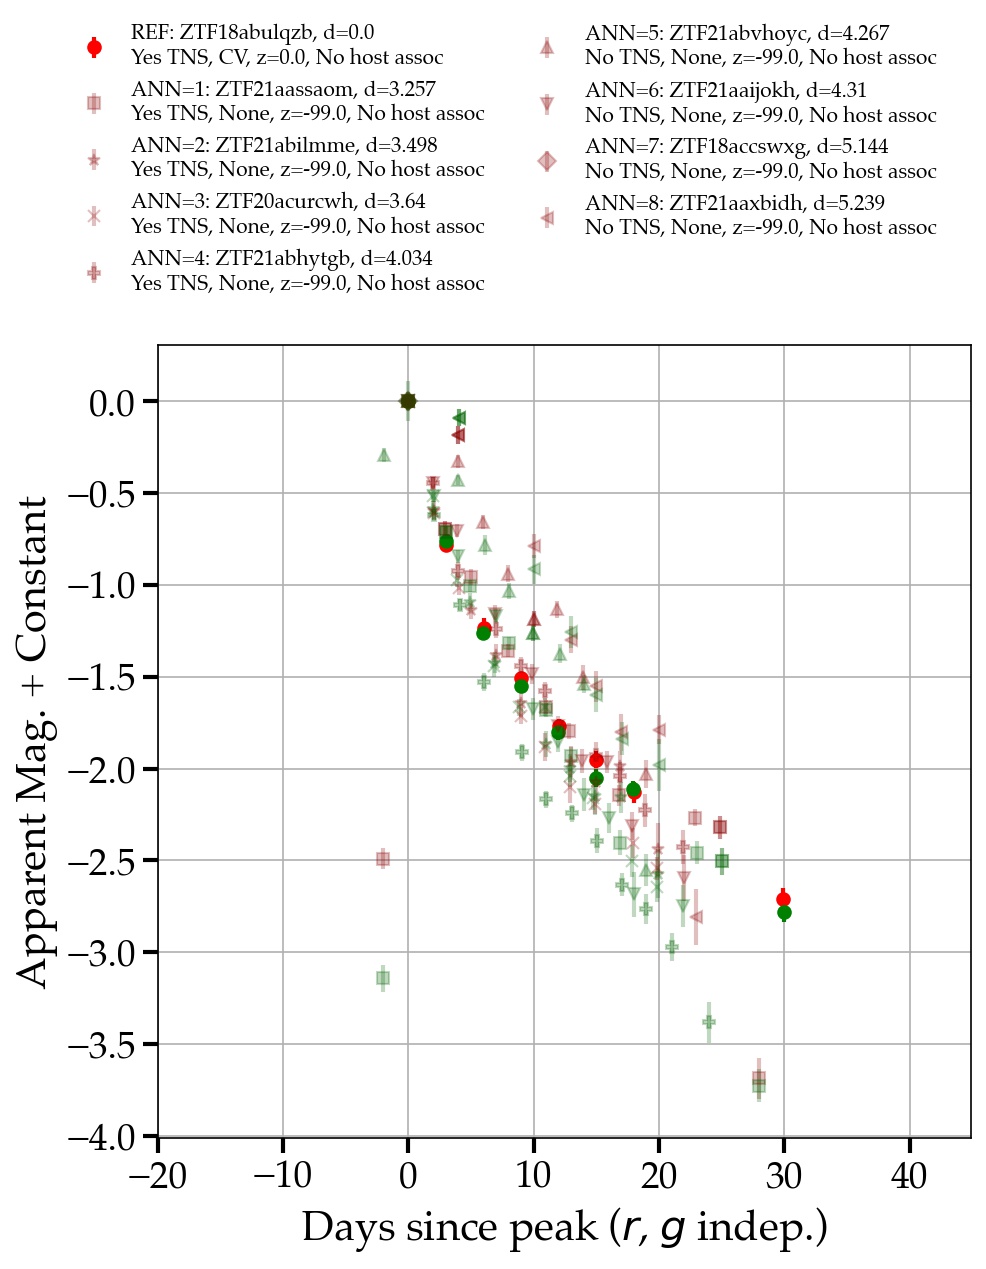 REF: ZTF18abulqzb, d=0.0
Yes TNS, CV, z=0.0, No host assoc
ANN=1: ZTF21aassaom, d=3.257
Yes TNS, None, z=-99.0, No host assoc
ANN=2: ZTF21abilmme, d=3.498
Yes TNS, None, z=-99.0, No host assoc
ANN=3: ZTF20acurcwh, d=3.64
Yes TNS, None, z=-99.0, No host assoc
ANN=4: ZTF21abhytgb, d=4.034
Yes TNS, None, z=-99.0, No host assoc
ANN=5: ZTF21abvhoyc, d=4.267
No TNS, None, z=-99.0, No host assoc
ANN=6: ZTF21aaijokh, d=4.31
No TNS, None, z=-99.0, No host assoc
ANN=7: ZTF18accswxg, d=5.144
No TNS, None, z=-99.0, No host assoc
ANN=8: ZTF21aaxbidh, d=5.239
No TNS, None, z=-99.0, No host assoc
Apparent Mag. + Constant
0.0
−0.5
−1.0
−1.5
−2.0
−2.5
−3.0
−3.5
−4.0
−20 −10 0 10 20 30 40
Days since peak (r, g indep.)